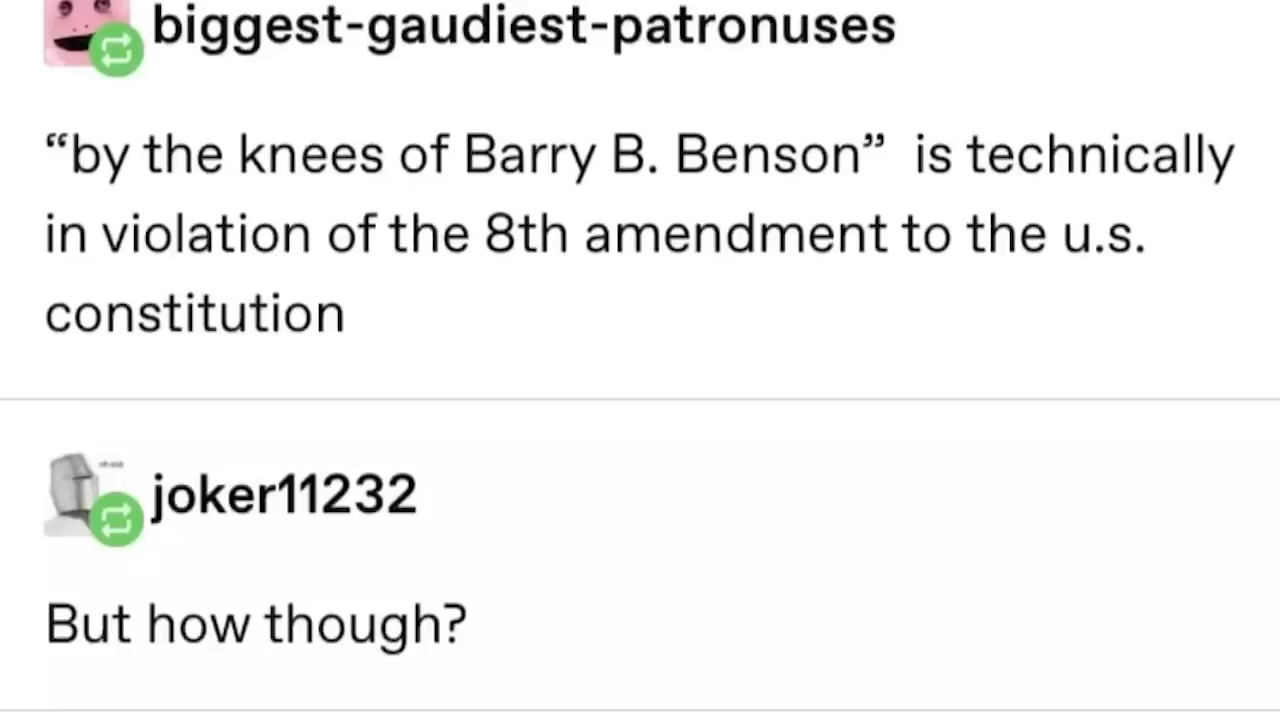 biggest-gaudiest-patronuses
“by the knees of Barry B. Benson”  is technically
in violation of the 8th amendment to the u.s.
constitution
joker11232
But how though?